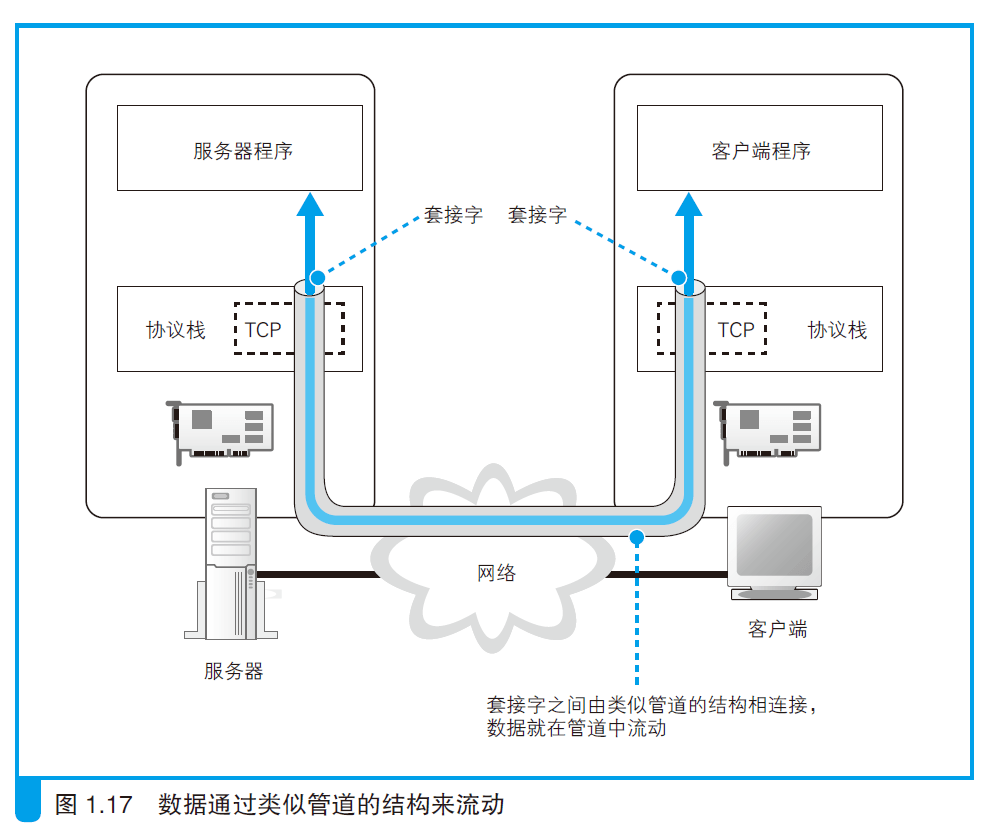 服务器程序
客户端程序
套接字
套接字
协议栈
TCP
TCP
协议栈
网络
服务器
客户端
套接字之间由类似管道的结构相连接，
数据就在管道中流动
图 1.17 数据通过类似管道的结构来流动